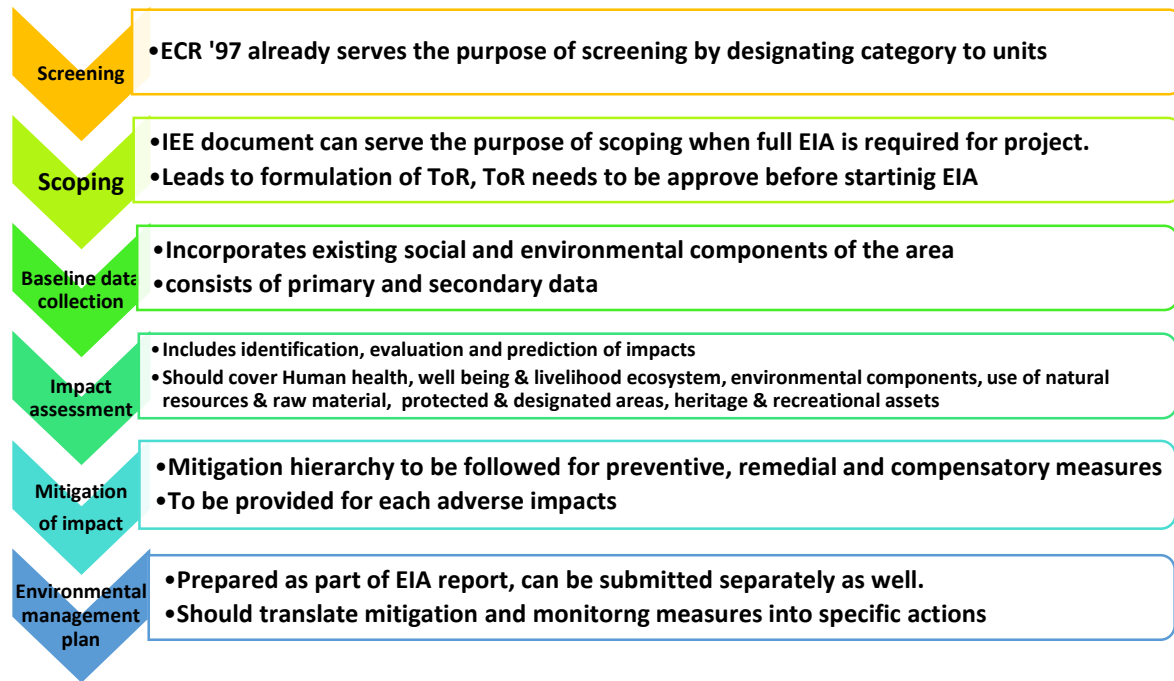 Screening
•ECR '97 already serves the purpose of screening by designating category to units
Scoping
•IEE document can serve the purpose of scoping when full EIA is required for project.
•Leads to formulation of ToR, ToR needs to be approve before startinig EIA
Baseline data
collection
•Incorporates existing social and environmental components of the area
•consists of primary and secondary data
Impact
assessment
•Includes identification, evaluation and prediction of impacts
•Should cover Human health, well being & livelihood ecosystem, environmental components, use of natural
resources & raw material, protected & designated areas, heritage & recreational assets
Mitigation
of impact
•Mitigation hierarchy to be followed for preventive, remedial and compensatory measures
•To be provided for each adverse impacts
Environmental
management
plan
•Prepared as part of EIA report, can be submitted separately as well.
•Should translate mitigation and monitorng measures into specific actions